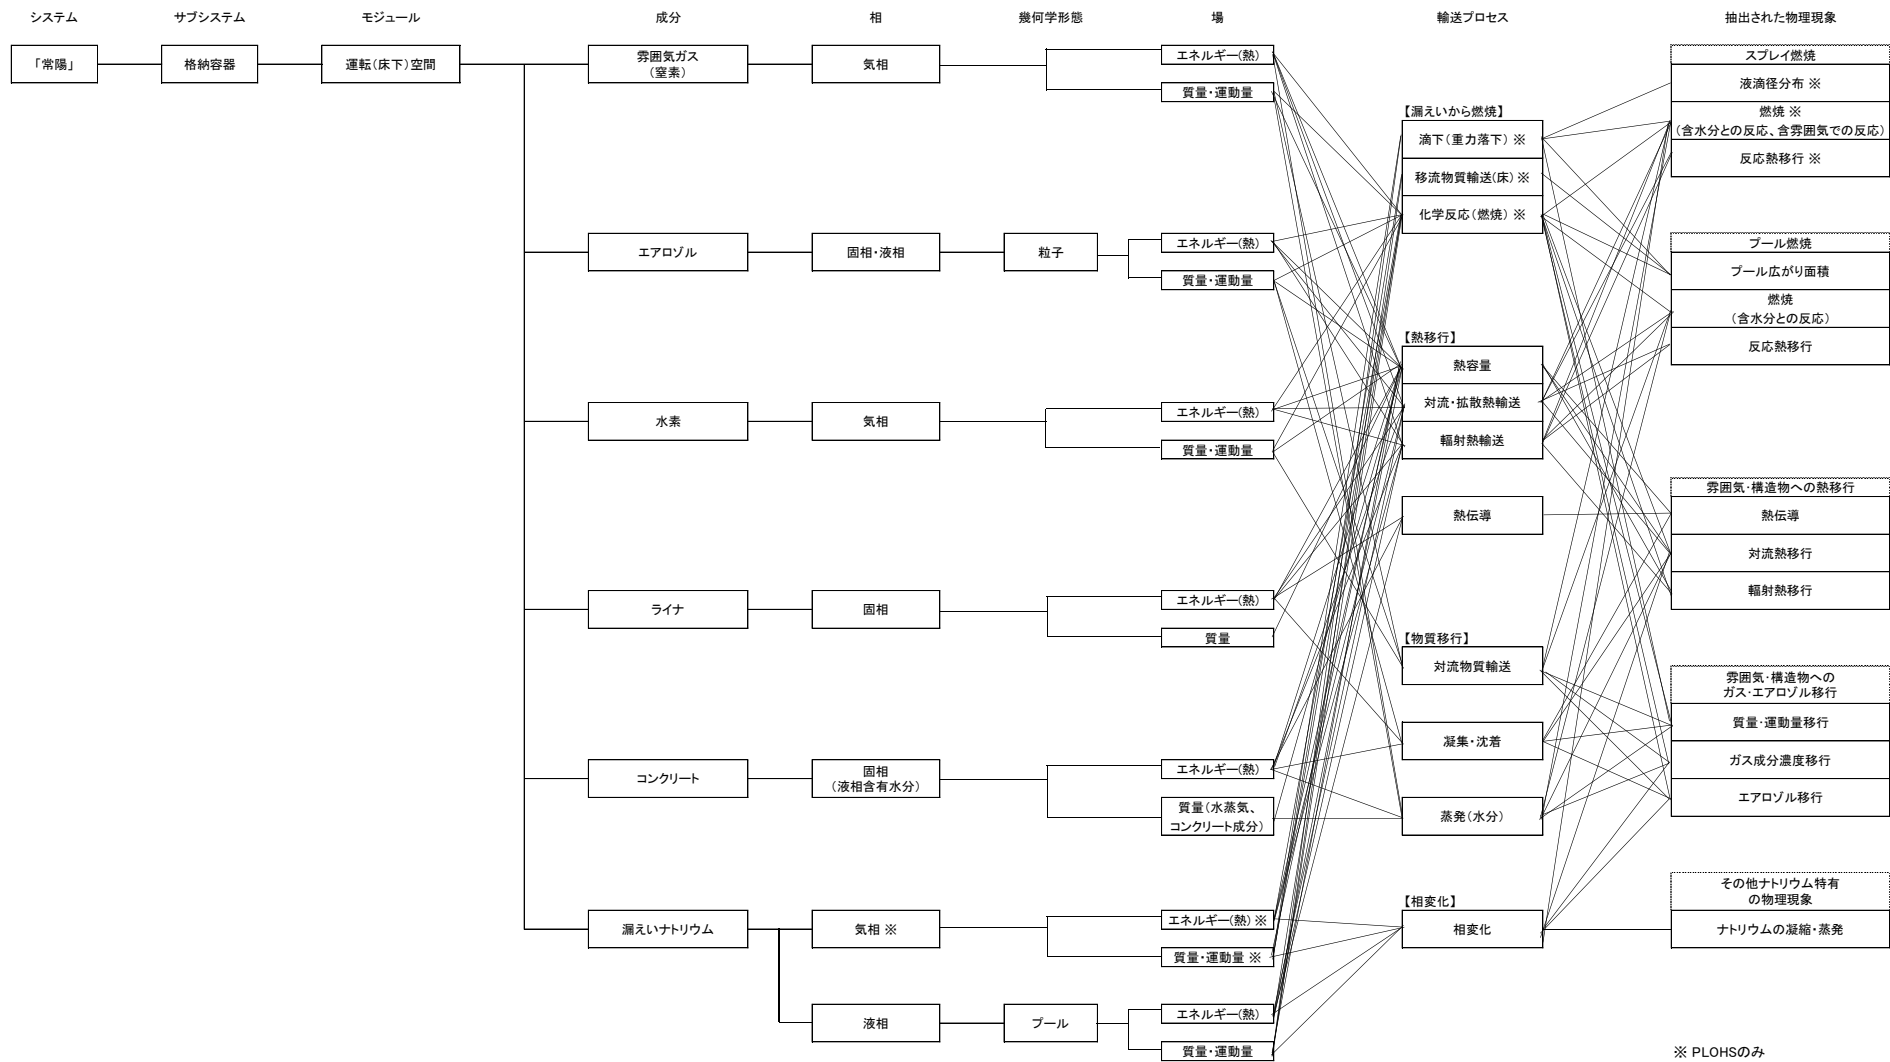 システム
サブシステム
モジュール
成分
相
幾何学形態
場
輸送プロセス
抽出された物理現象
「常陽」
格納容器
運転(床下)空間
雰囲気ガス
(窒素)
気相
エネルギー(熱)
質量・運動量
エアロゾル
固相・液相
粒子
エネルギー(熱)
質量・運動量
水素
気相
エネルギー(熱)
質量・運動量
ライナ
固相
エネルギー(熱)
質量
コンクリート
固相
(液相含有水分)
エネルギー(熱)
質量(水蒸気、
コンクリート成分)
漏えいナトリウム
気相 ※
エネルギー(熱) ※
質量・運動量 ※
液相
プール
エネルギー(熱)
質量・運動量
【漏えいから燃焼】
滴下(重力落下) ※
移流物質輸送(床) ※
化学反応(燃焼) ※
【熱移行】
熱容量
対流・拡散熱輸送
輻射熱輸送
熱伝導
【物質移行】
対流物質輸送
凝集・沈着
蒸発(水分)
【相変化】
相変化
スプレイ燃焼
液滴径分布 ※
燃焼 ※
(含水分との反応、含雰囲気での反応)
反応熱移行 ※
プール燃焼
プール広がり面積
燃焼
(含水分との反応)
反応熱移行
雰囲気・構造物への熱移行
熱伝導
対流熱移行
輻射熱移行
雰囲気・構造物への
ガス・エアロゾル移行
質量・運動量移行
ガス成分濃度移行
エアロゾル移行
その他ナトリウム特有
の物理現象
ナトリウムの凝縮・蒸発
※ PLOHSのみ